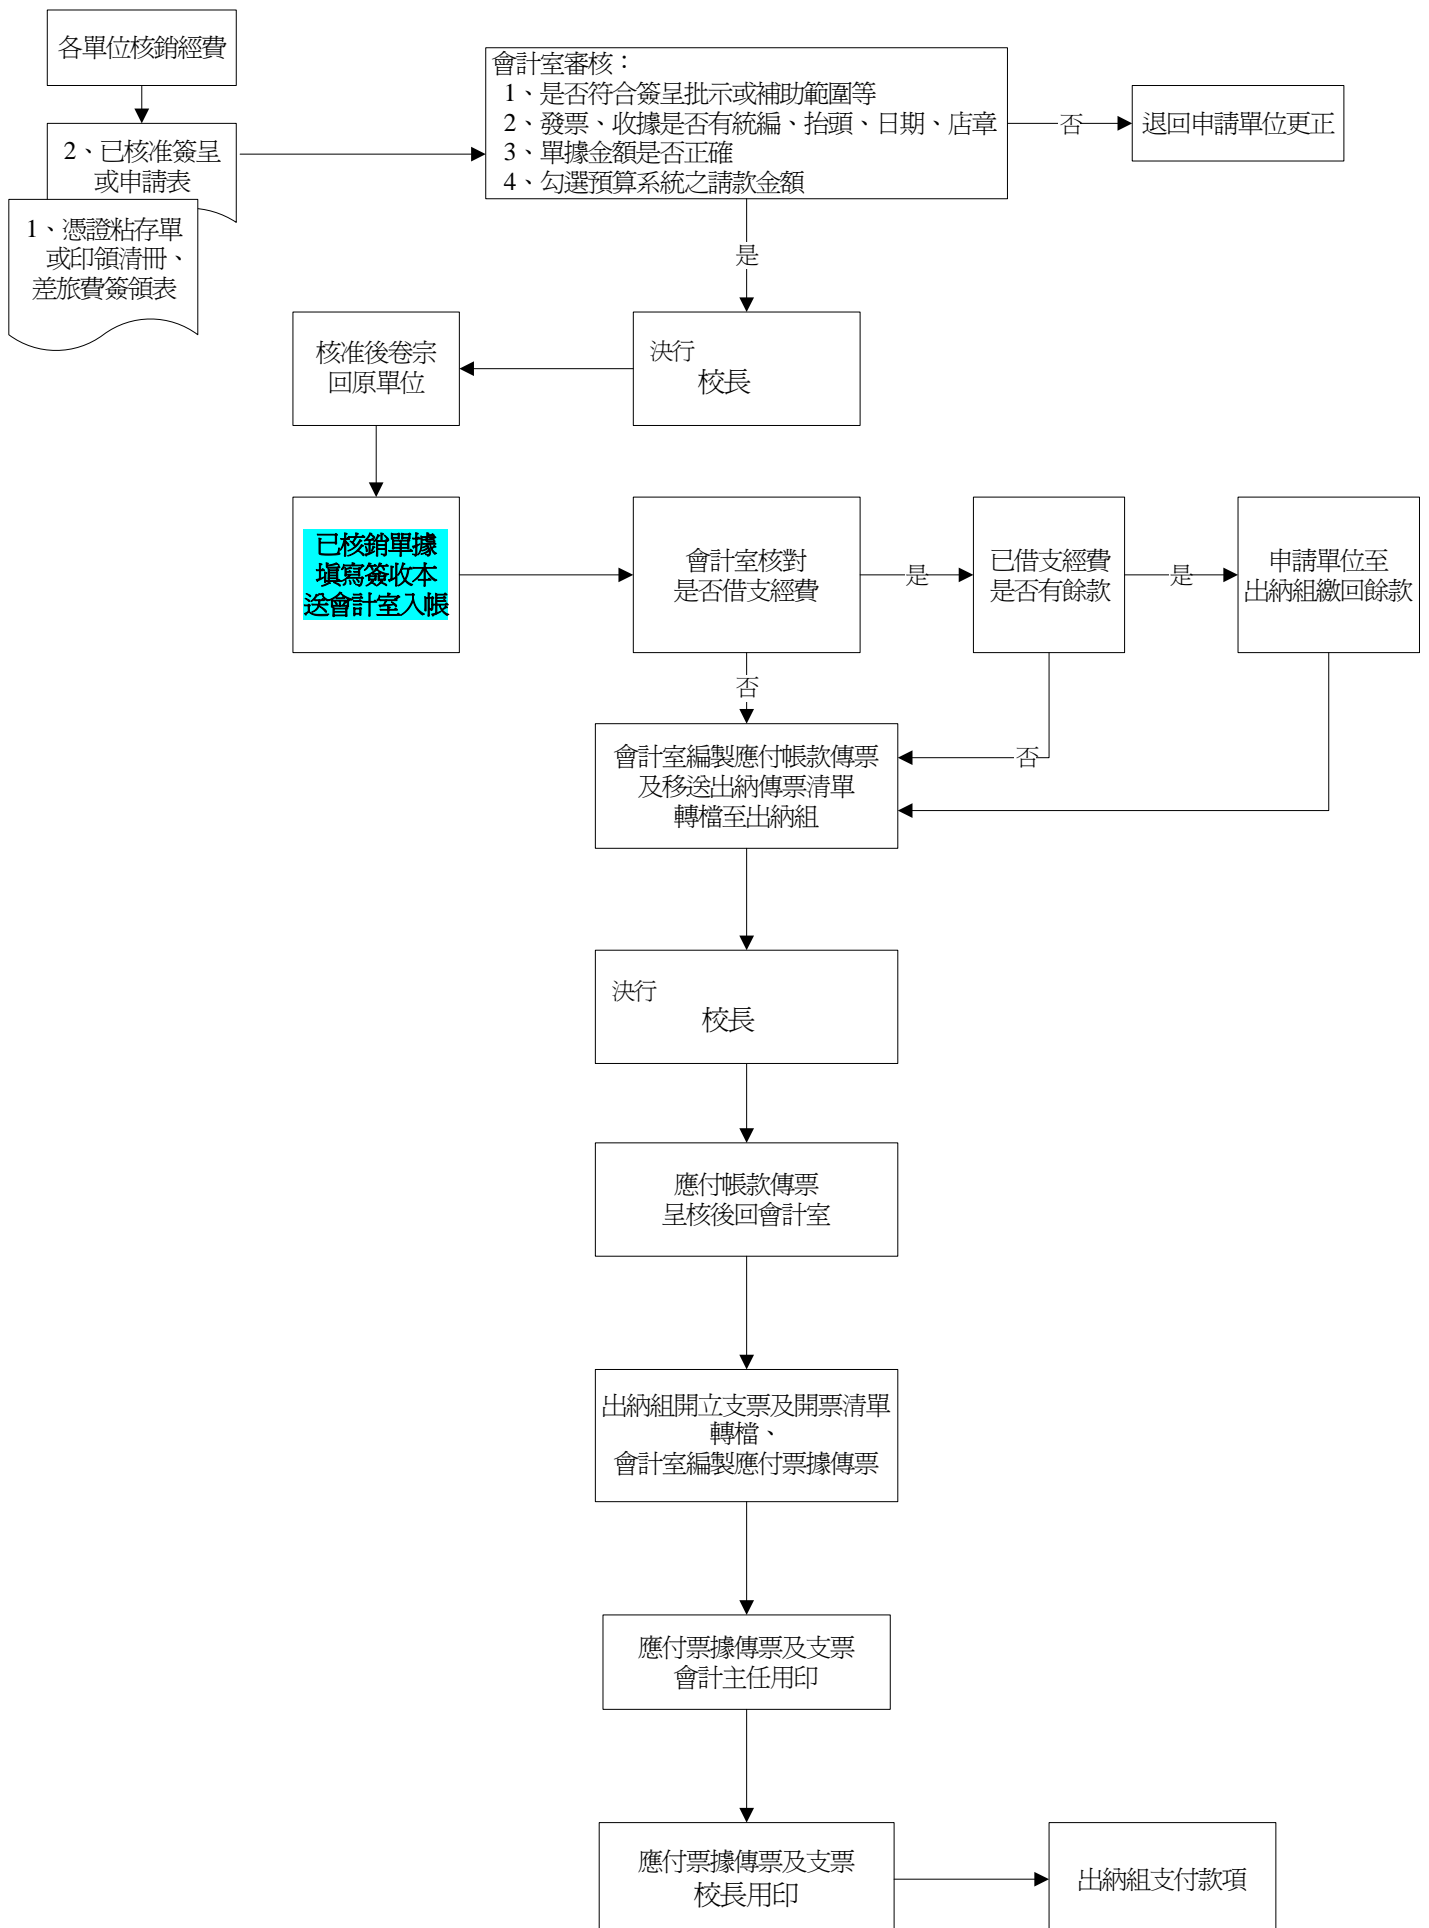 各單位核銷經費
2、已核准簽呈
或申請表
1、憑證粘存單
或印領清冊、
差旅費簽領表
會計室審核：
1、是否符合簽呈批示或補助範圍等
2、發票、收據是否有統編、抬頭、日期、店章
3、單據金額是否正確
4、勾選預算系統之請款金額
否
退回申請單位更正
是
決行
校長
核准後卷宗
回原單位
已核銷單據
填寫簽收本
送會計室入帳
會計室核對
是否借支經費
是
已借支經費
是否有餘款
是
申請單位至
出納組繳回餘款
否
否
會計室編製應付帳款傳票
及移送出納傳票清單
轉檔至出納組
決行
校長
應付帳款傳票
呈核後回會計室
出納組開立支票及開票清單
轉檔、
會計室編製應付票據傳票
應付票據傳票及支票
會計主任用印
應付票據傳票及支票
校長用印
出納組支付款項